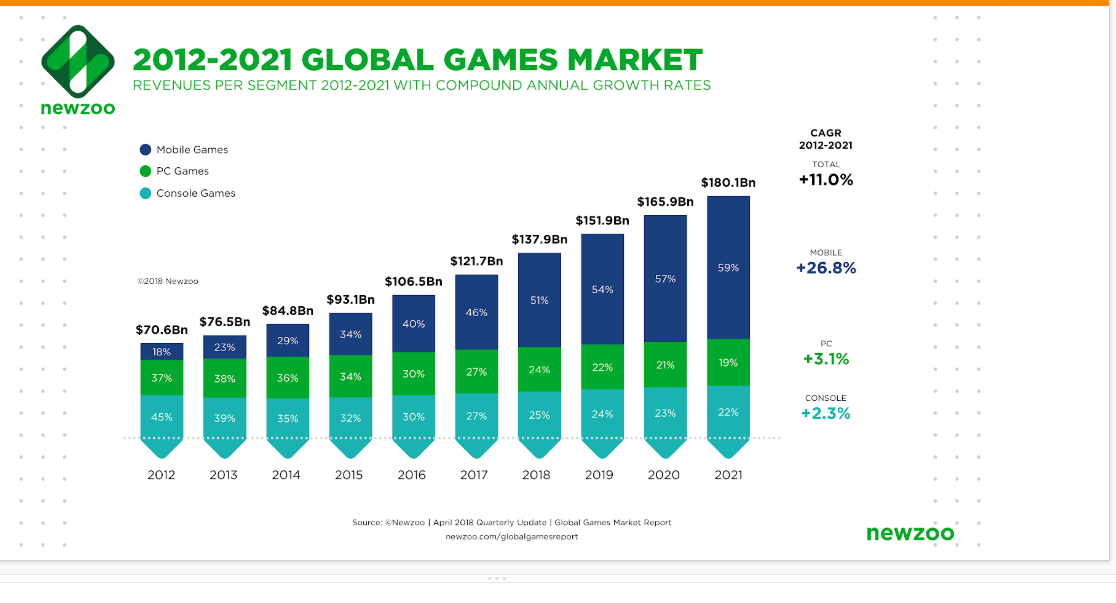 2012-2021 GLOBAL GAMES MARKET
REVENUES PER SEGMENT 2012-2021 WITH COMPOUND ANNUAL GROWTH RATES
newzoo
Mobile Games
PC Games
Console Games
©2018 Newzoo
$70.6Bn
18%
37%
45%
2012
$76.5Bn
23%
38%
39%
2013
$84.8Bn
29%
36%
35%
2014
$93.1Bn
34%
34%
32%
2015
$106.5Bn
40%
30%
30%
2016
$121.7Bn
46%
27%
27%
2017
$137.9Bn
51%
24%
25%
2018
$151.9Bn
54%
22%
24%
2019
$165.9Bn
57%
21%
23%
2020
$180.1Bn
59%
19%
22%
2021
CAGR
2012-2021
TOTAL
+11.0%
MOBILE
+26.8%
PC
+3.1%
CONSOLE
+2.3%
Source: ©Newzoo | April 2018 Quarterly Update | Global Games Market Report
newzoo.com/globalgamesreport
newzoo